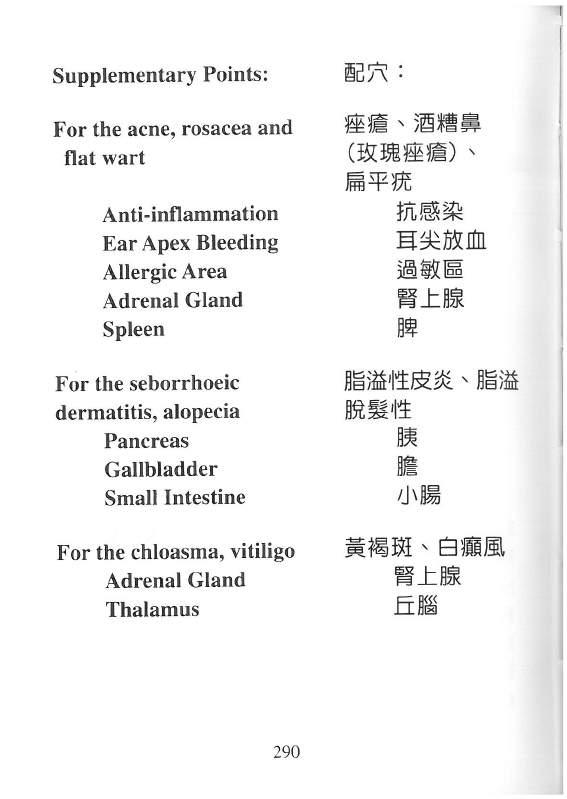 Supplementary Points: 配穴：
For the acne, rosacea and 痤瘡、酒糟鼻
flat wart (玫瑰痤瘡)、
扁平疣
Anti-inflammation 抗感染
Ear Apex Bleeding 耳尖放血
Allergic Area 過敏區
Adrenal Gland 腎上腺
Spleen 脾
For the seborrhoeic 脂溢性皮炎、脂溢
dermatitis, alopecia 脫髮性
Pancreas 胰
Gallbladder 膽
Small Intestine 小腸
For the chloasma, vitiligo 黃褐斑、白癲風
Adrenal Gland 腎上腺
Thalamus 丘腦
290